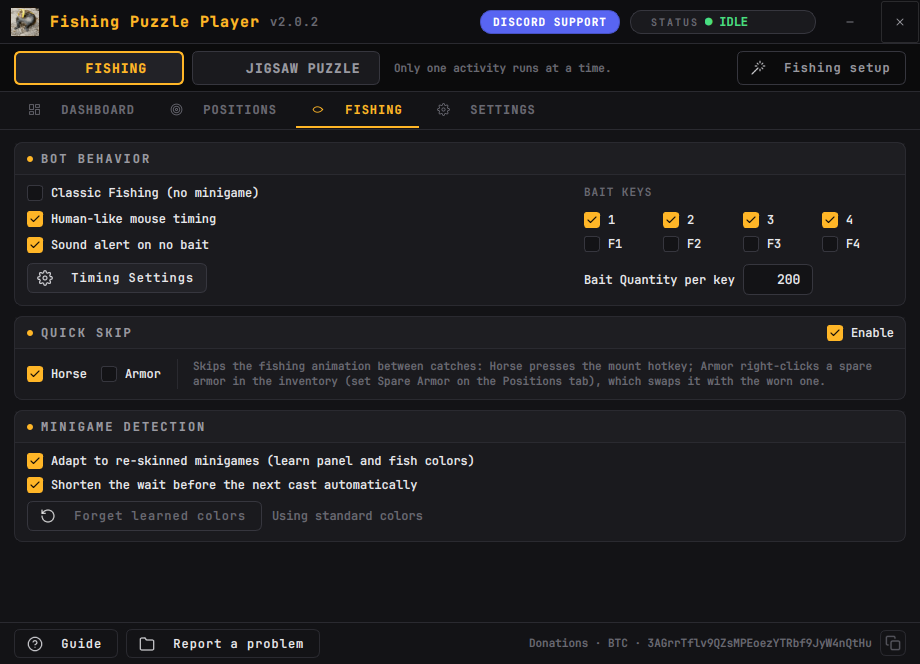 Fishing Puzzle Player v2.0.2
DISCORD SUPPORT
STATUS IDLE
FISHING
JIGSAW PUZZLE
Only one activity runs at a time.
Fishing setup
DASHBOARD
POSITIONS
FISHING
SETTINGS
BOT BEHAVIOR
Classic Fishing (no minigame)
Human-like mouse timing
Sound alert on no bait
Timing Settings
BAIT KEYS
1 2 3 4
F1 F2 F3 F4
Bait Quantity per key 200
QUICK SKIP
Enable
Horse Armor
Skips the fishing animation between catches: Horse presses the mount hotkey; Armor right-clicks a spare
armor in the inventory (set Spare Armor on the Positions tab), which swaps it with the worn one.
MINIGAME DETECTION
Adapt to re-skinned minigames (learn panel and fish colors)
Shorten the wait before the next cast automatically
Forget learned colors
Using standard colors
Guide
Report a problem
Donations · BTC · 3AGrrTflv9QZsMPEoezYTRbf9JyW4nQtHu